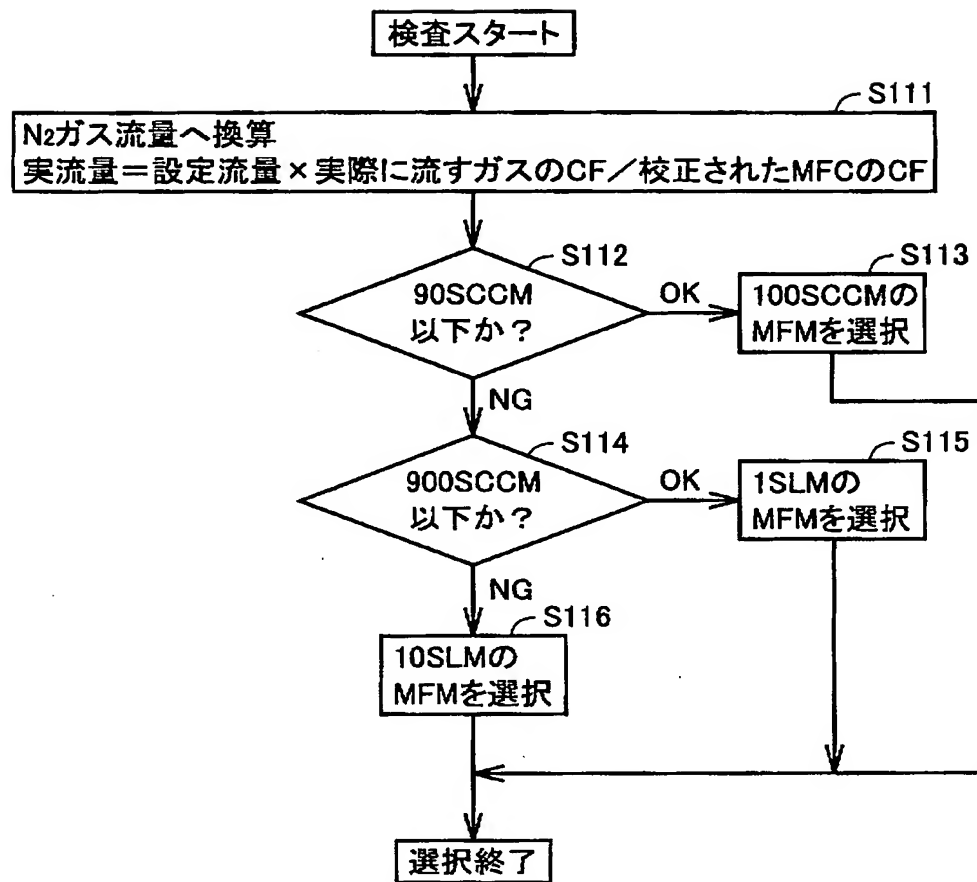 検査スタート
S111
N2ガス流量へ換算
実流量＝設定流量×実際に流すガスのCF／校正されたMFCのCF
S112
90SCCM
以下か？
OK
S113
100SCCMの
MFMを選択
NG
S114
900SCCM
以下か？
OK
S115
1SLMの
MFMを選択
NG
S116
10SLMの
MFMを選択
選択終了